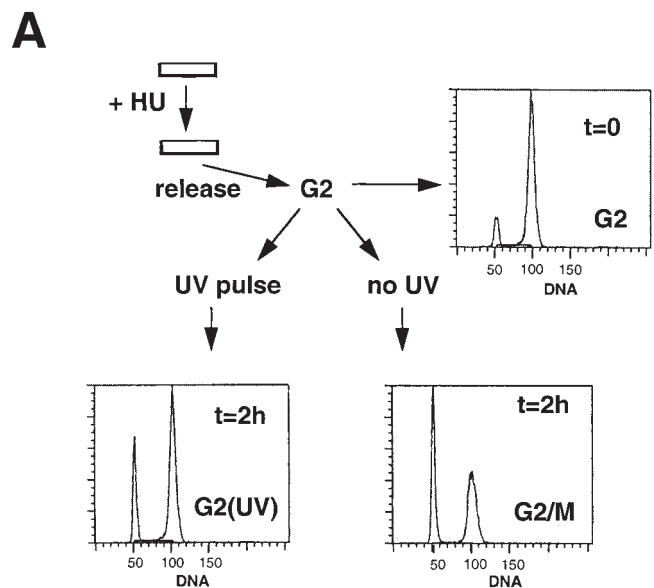 A
+ HU
release
G2
t=0
G2
50 100 150
DNA
UV pulse
no UV
t=2h
G2(UV)
50 100 150
DNA
t=2h
G2/M
50 100 150
DNA